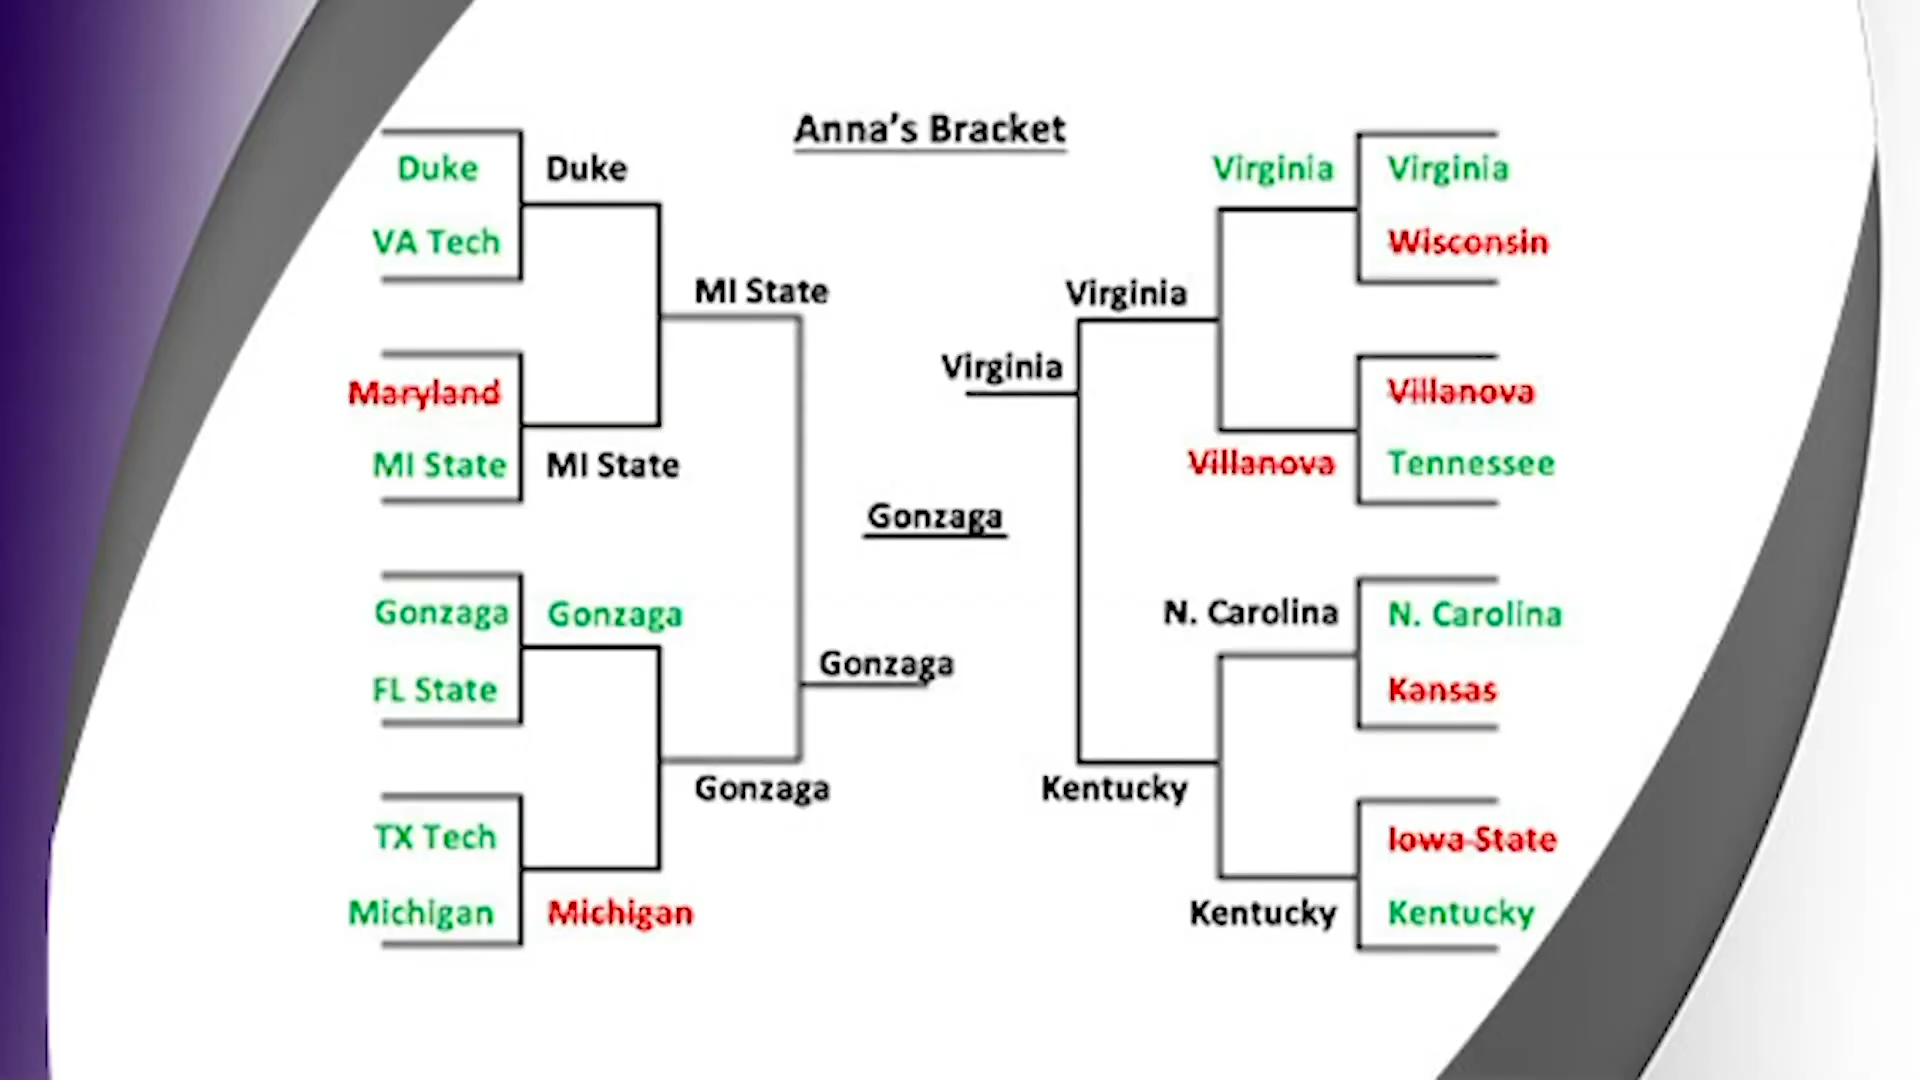 Anna's Bracket
Duke
Duke
VA Tech
MI State
Maryland
MI State
MI State
Gonzaga
Gonzaga
FL State
Gonzaga
Gonzaga
TX Tech
Michigan
Michigan
Gonzaga
Virginia
Virginia
Wisconsin
Virginia
Virginia
Villanova
Villanova
Tennessee
N. Carolina
N. Carolina
Kansas
Kentucky
Iowa State
Kentucky
Kentucky